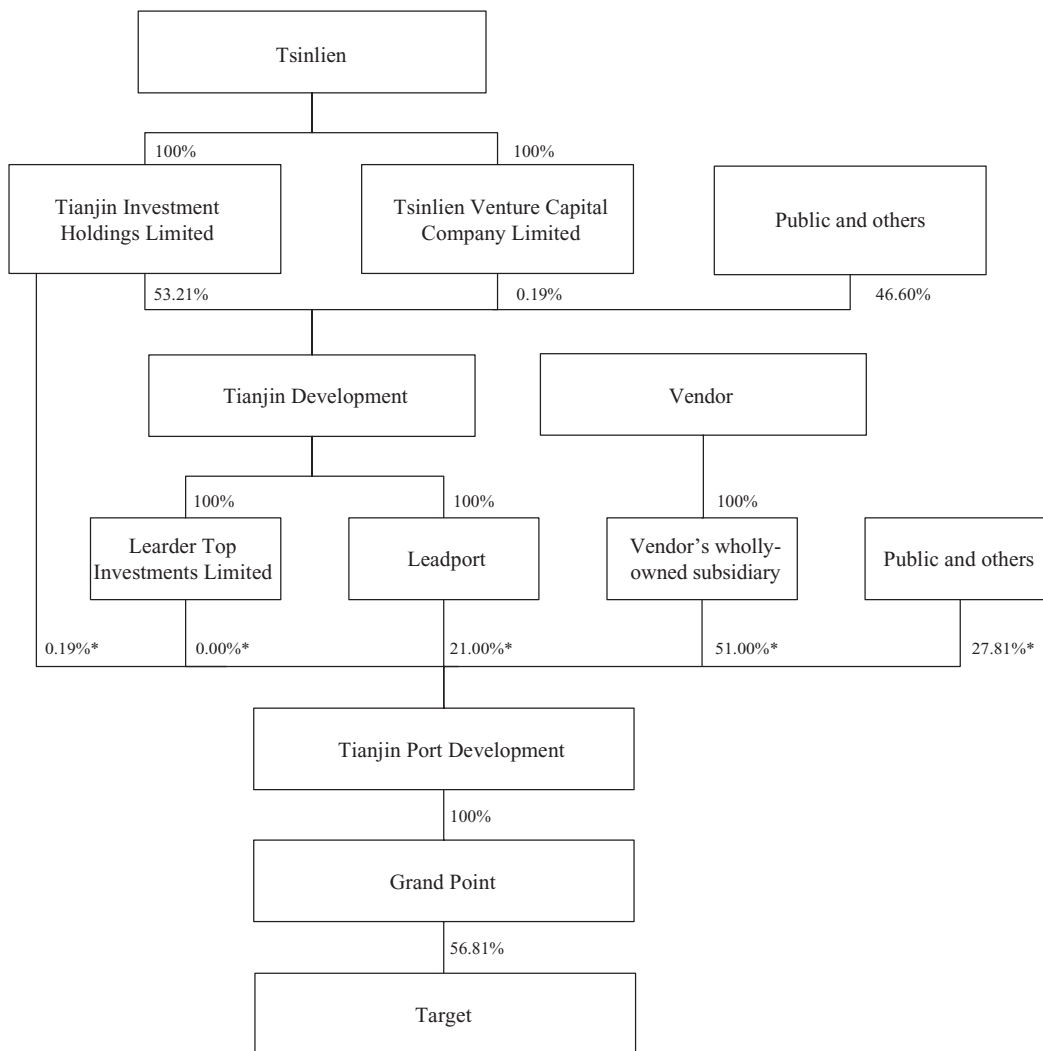 Tsinlien
100%
100%
Tianjin Investment
Holdings Limited
Tsinlien Venture Capital
Company Limited
Public and others
53.21%
0.19%
46.60%
Tianjin Development
Vendor
100%
100%
100%
Learder Top
Investments Limited
Leadport
Vendor’s wholly-
owned subsidiary
Public and others
0.19%*
0.00%*
21.00%*
51.00%*
27.81%*
Tianjin Port Development
100%
Grand Point
56.81%
Target